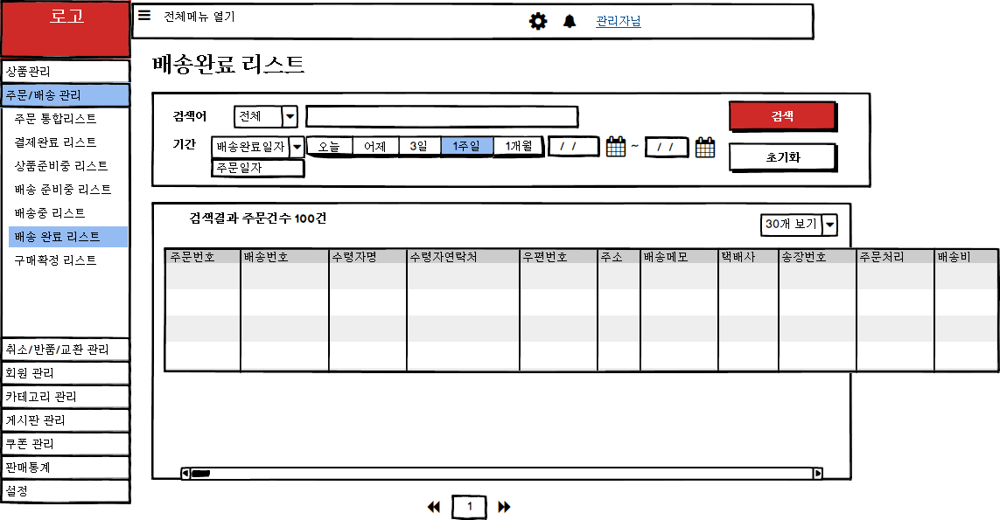 로고
전체메뉴 열기
관리자님
상품관리
주문/배송 관리
주문 통합리스트
결제완료 리스트
상품준비중 리스트
배송 준비중 리스트
배송중 리스트
배송 완료 리스트
구매확정 리스트
취소/반품/교환 관리
회원 관리
카테고리 관리
게시판 관리
쿠폰 관리
판매통계
설정
배송완료 리스트
검색어 전체 검색
기간 배송완료일자 오늘 어제 3일 1주일 1개월 / / ~ / /
주문일자
초기화
검색결과 주문건수 100건
30개 보기
주문번호 배송번호 수령자명 수령자연락처 우편번호 주소 배송메모 택배사 송장번호 주문처리 배송비
1